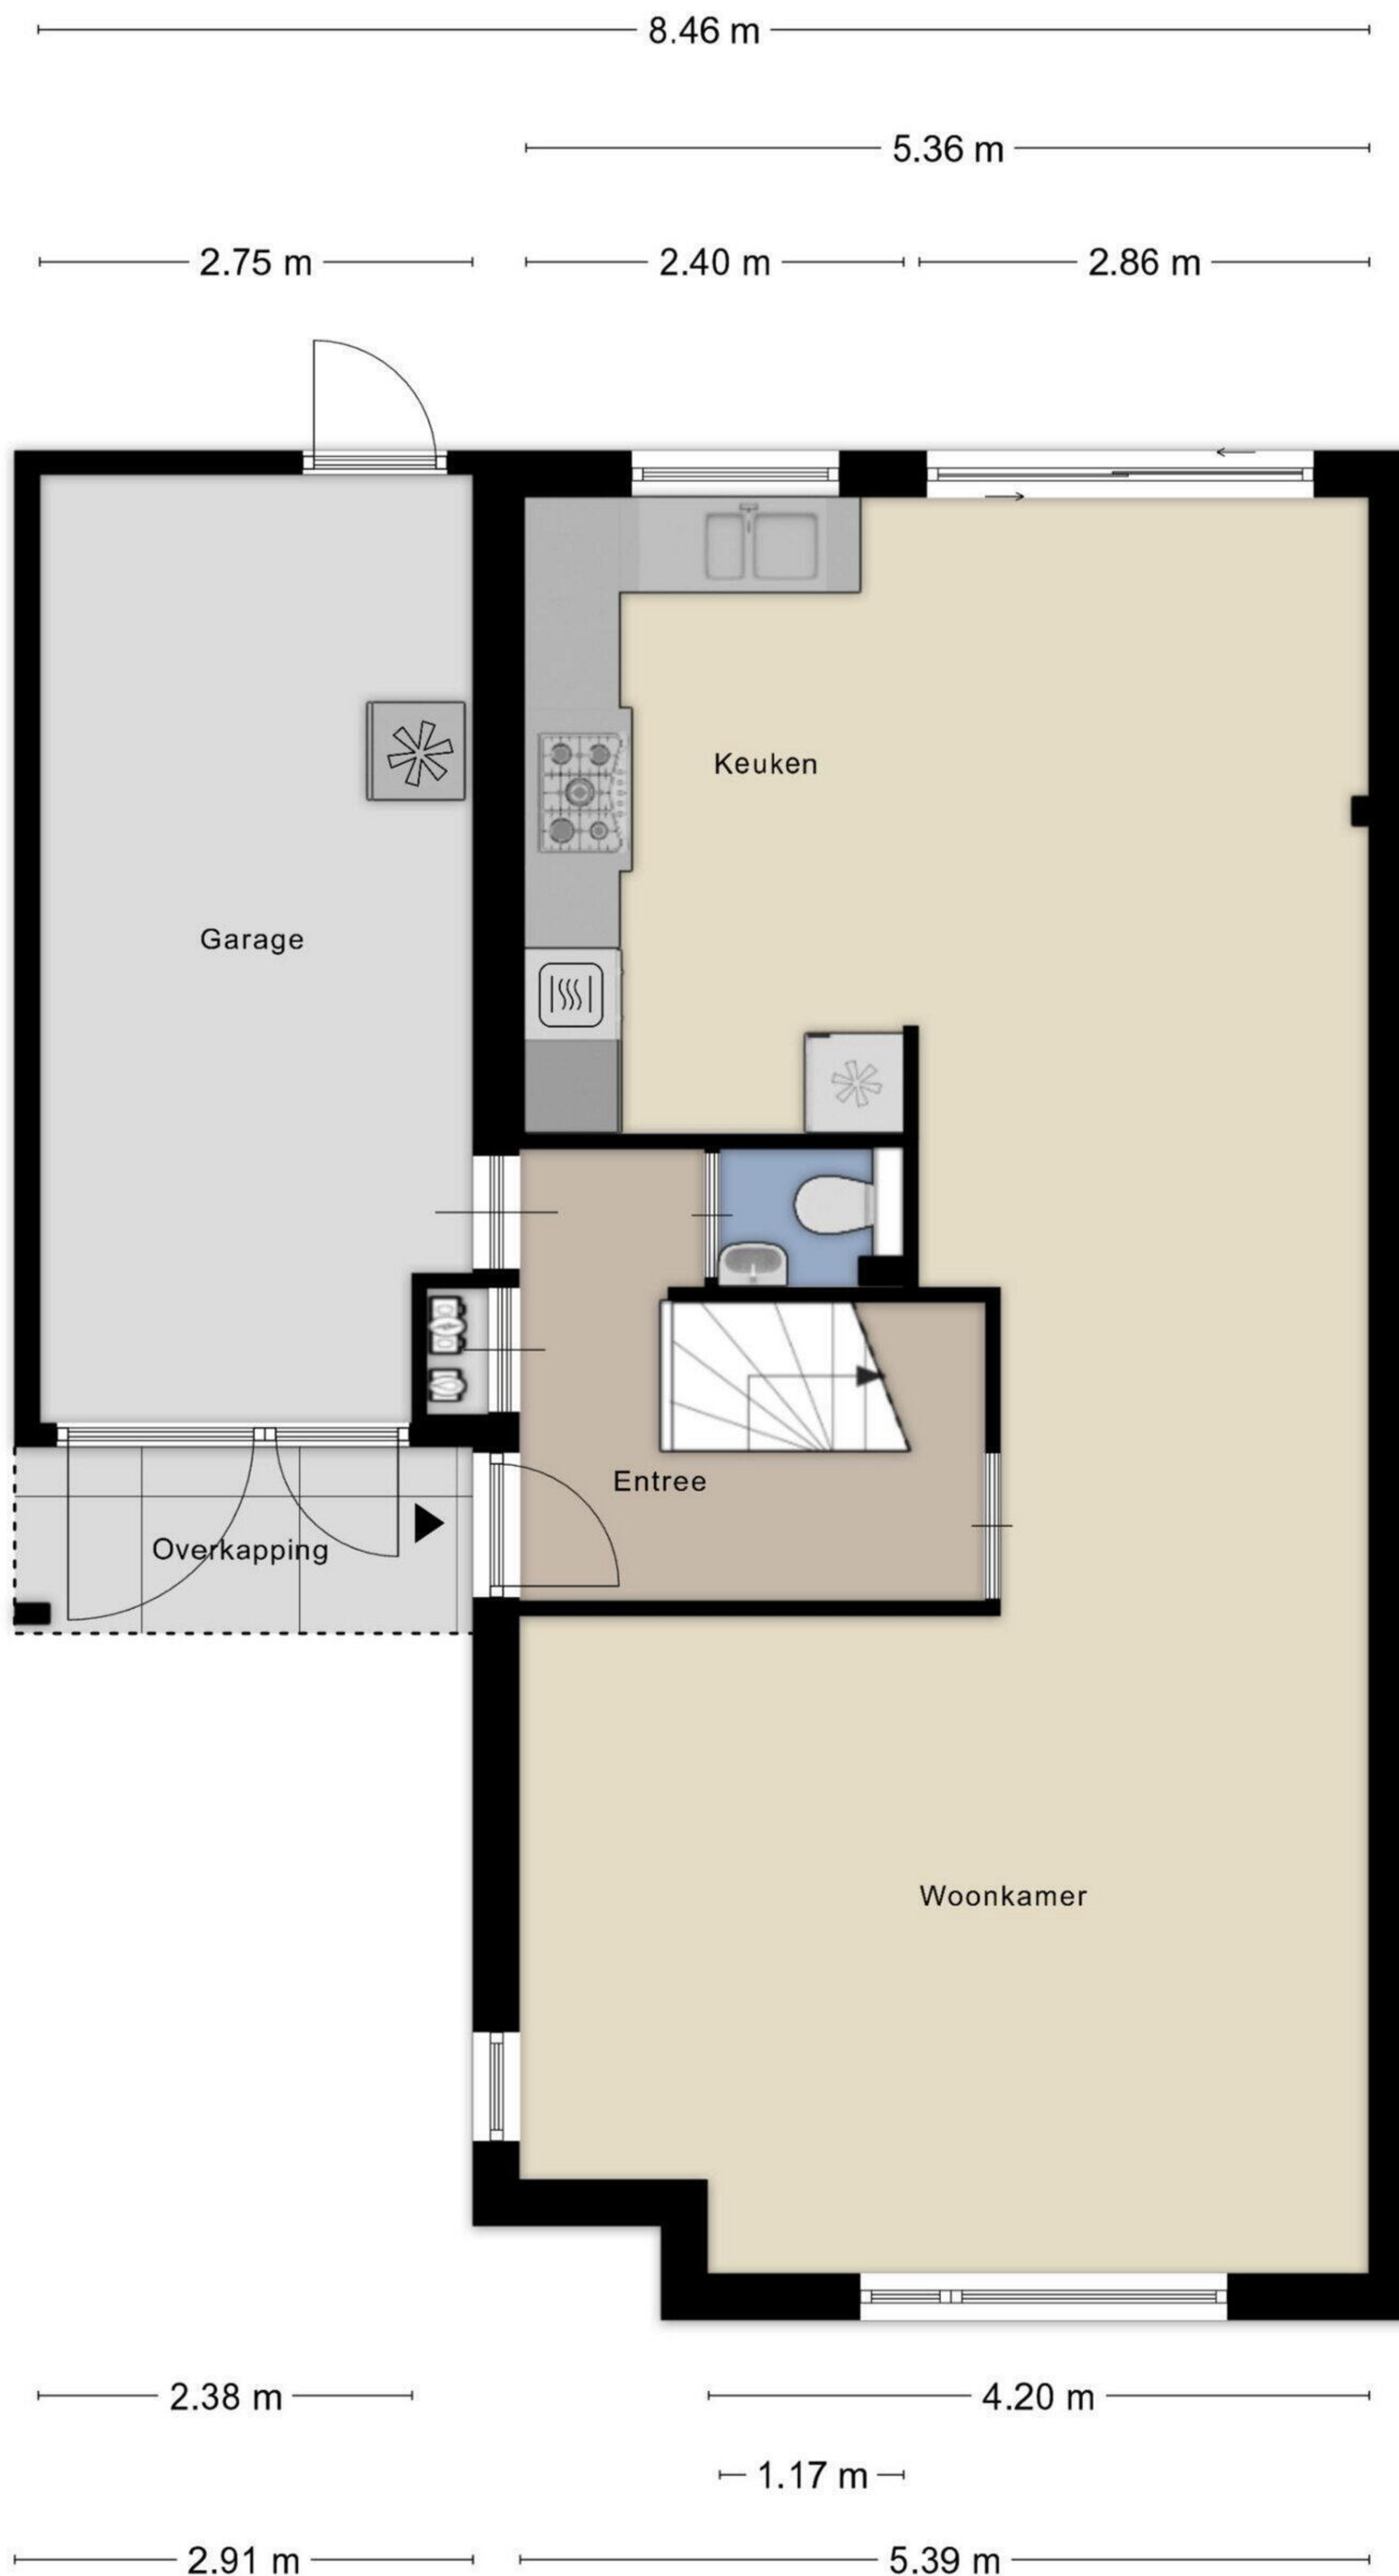 8.46 m
5.36 m
2.75 m
2.40 m
2.86 m
Keuken
Garage
Entree
Overkapping
Woonkamer
2.38 m
4.20 m
1.17 m
2.91 m
5.39 m